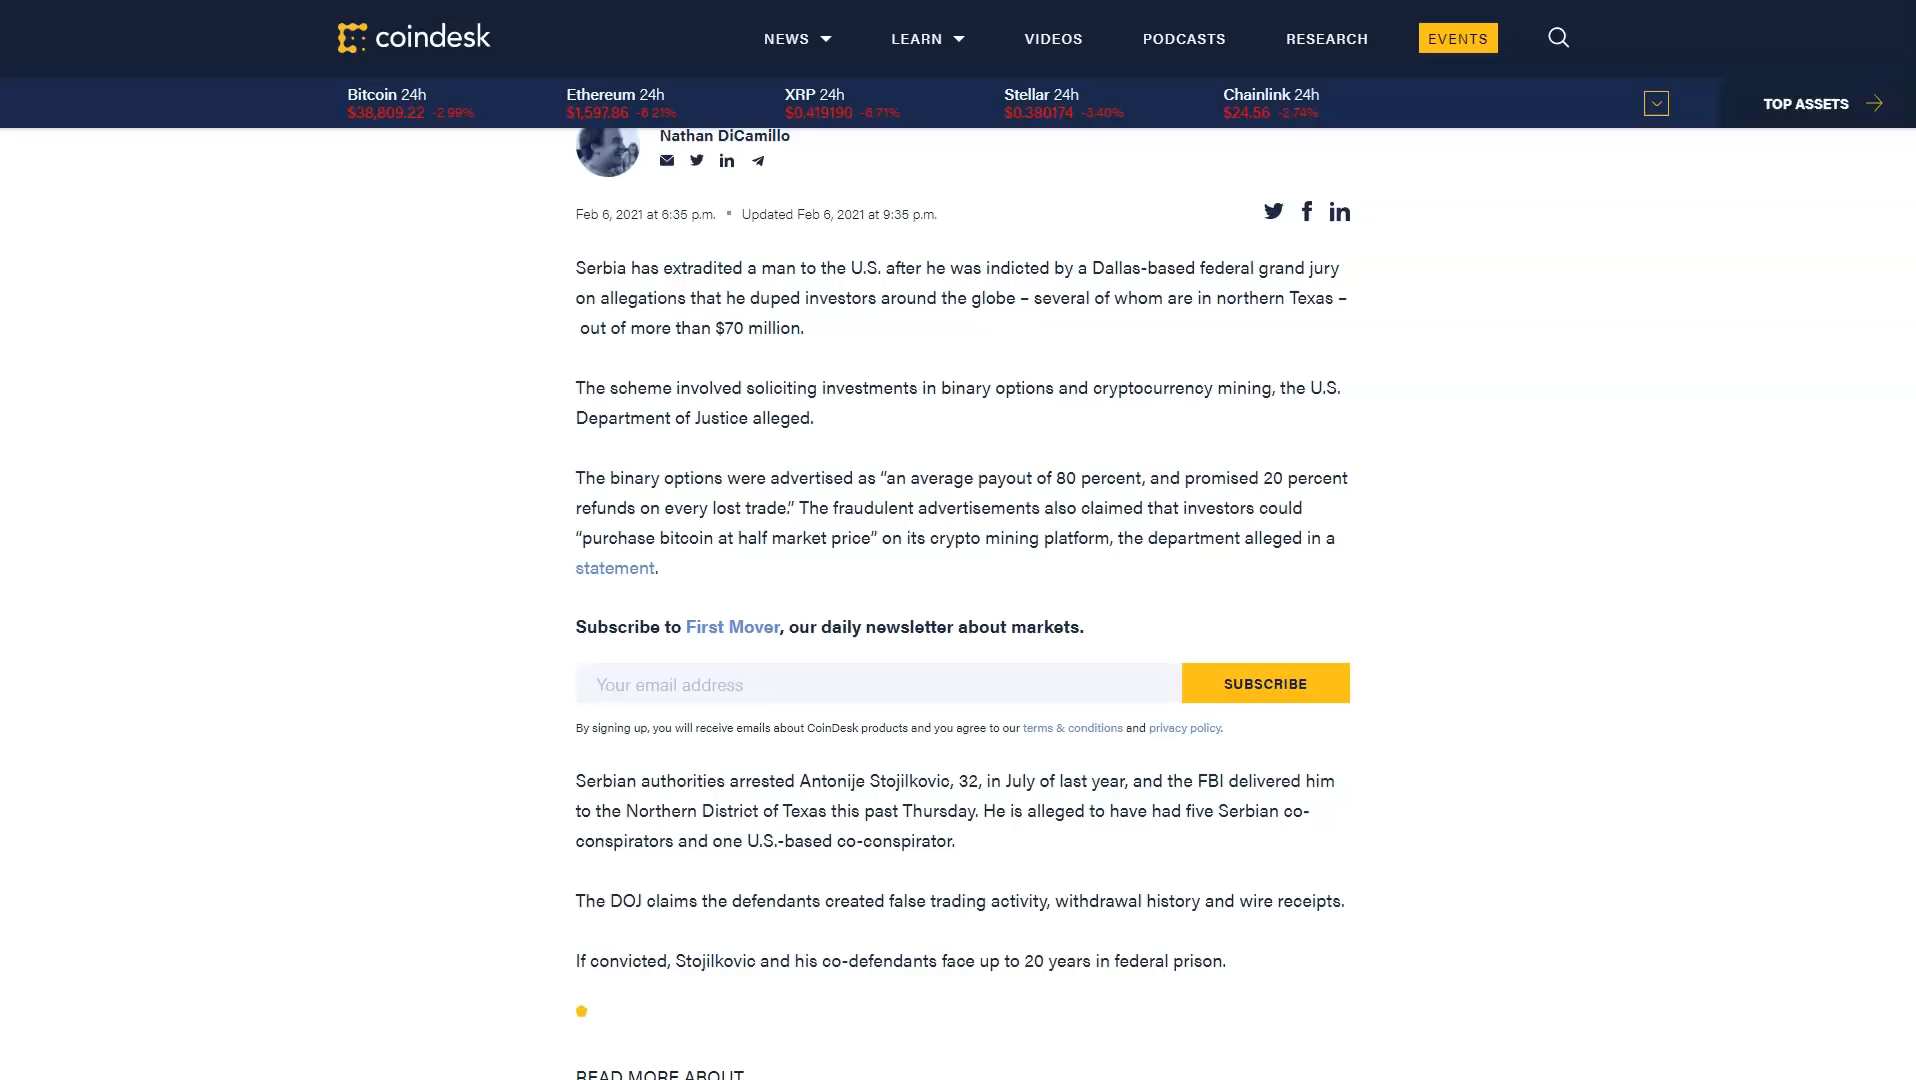 coindesk
NEWS
LEARN
VIDEOS
PODCASTS
RESEARCH
EVENTS
Bitcoin 24h
$38,809.22 -2.99%
Ethereum 24h
$1,597.86 -6.21%
XRP 24h
$0.419190 -6.71%
Stellar 24h
$0.380174 -3.40%
Chainlink 24h
$24.56 -2.74%
TOP ASSETS
Nathan DiCamillo
Feb 6, 2021 at 6:35 p.m. ▪ Updated Feb 6, 2021 at 9:35 p.m.
Serbia has extradited a man to the U.S. after he was indicted by a Dallas-based federal grand jury
on allegations that he duped investors around the globe – several of whom are in northern Texas –
out of more than $70 million.
The scheme involved soliciting investments in binary options and cryptocurrency mining, the U.S.
Department of Justice alleged.
The binary options were advertised as “an average payout of 80 percent, and promised 20 percent
refunds on every lost trade.” The fraudulent advertisements also claimed that investors could
“purchase bitcoin at half market price” on its crypto mining platform, the department alleged in a
statement.
Subscribe to First Mover, our daily newsletter about markets.
Your email address
SUBSCRIBE
By signing up, you will receive emails about CoinDesk products and you agree to our terms & conditions and privacy policy.
Serbian authorities arrested Antonije Stojilkovic, 32, in July of last year, and the FBI delivered him
to the Northern District of Texas this past Thursday. He is alleged to have had five Serbian co-
conspirators and one U.S.-based co-conspirator.
The DOJ claims the defendants created false trading activity, withdrawal history and wire receipts.
If convicted, Stojilkovic and his co-defendants face up to 20 years in federal prison.
READ MORE ABOUT